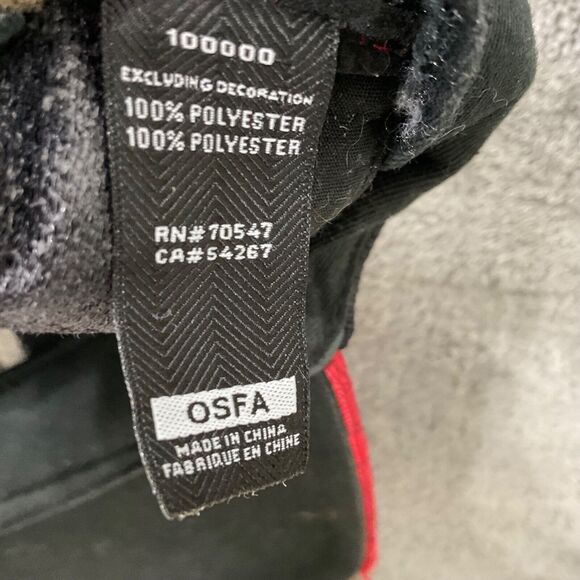 100000
EXCLUDING DECORATION
100% POLYESTER
100% POLYESTER
RN#70547
CA#54267
OSFA
MADE IN CHINA
FABRIQUE EN CHINE